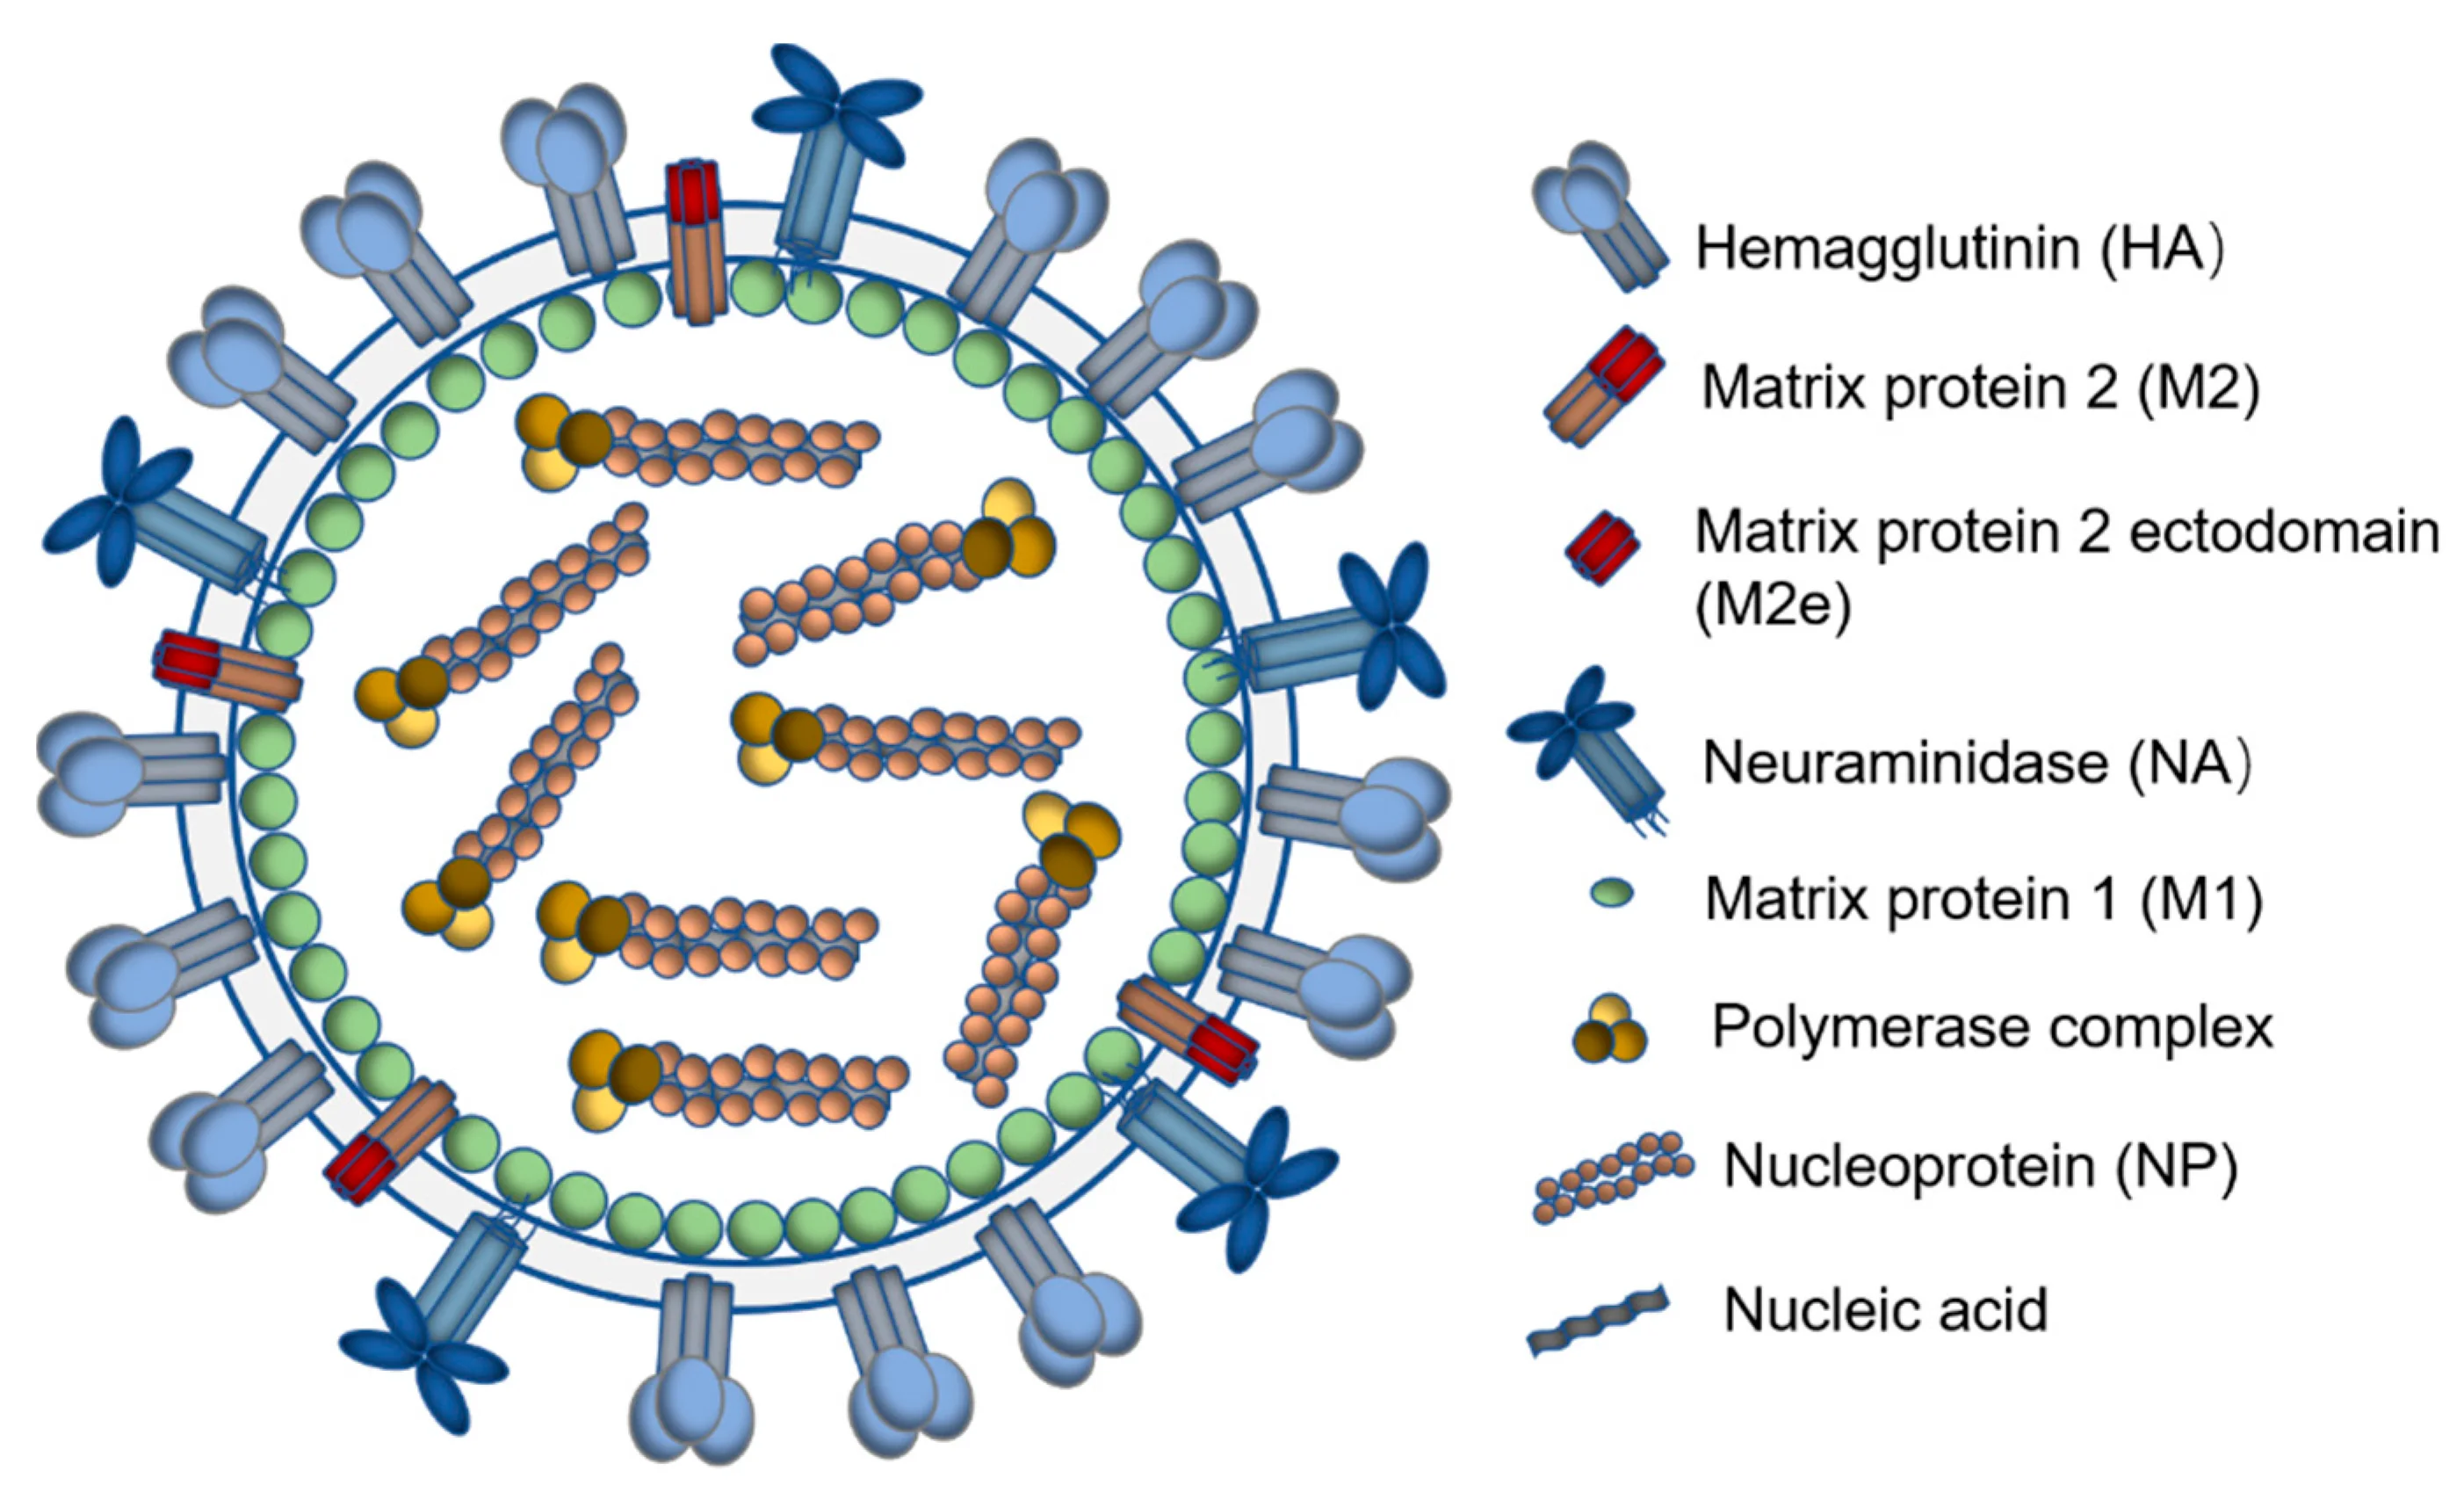 Hemagglutinin (HA)
Matrix protein 2 (M2)
Matrix protein 2 ectodomain
(M2e)
Neuraminidase (NA)
Matrix protein 1 (M1)
Polymerase complex
Nucleoprotein (NP)
Nucleic acid